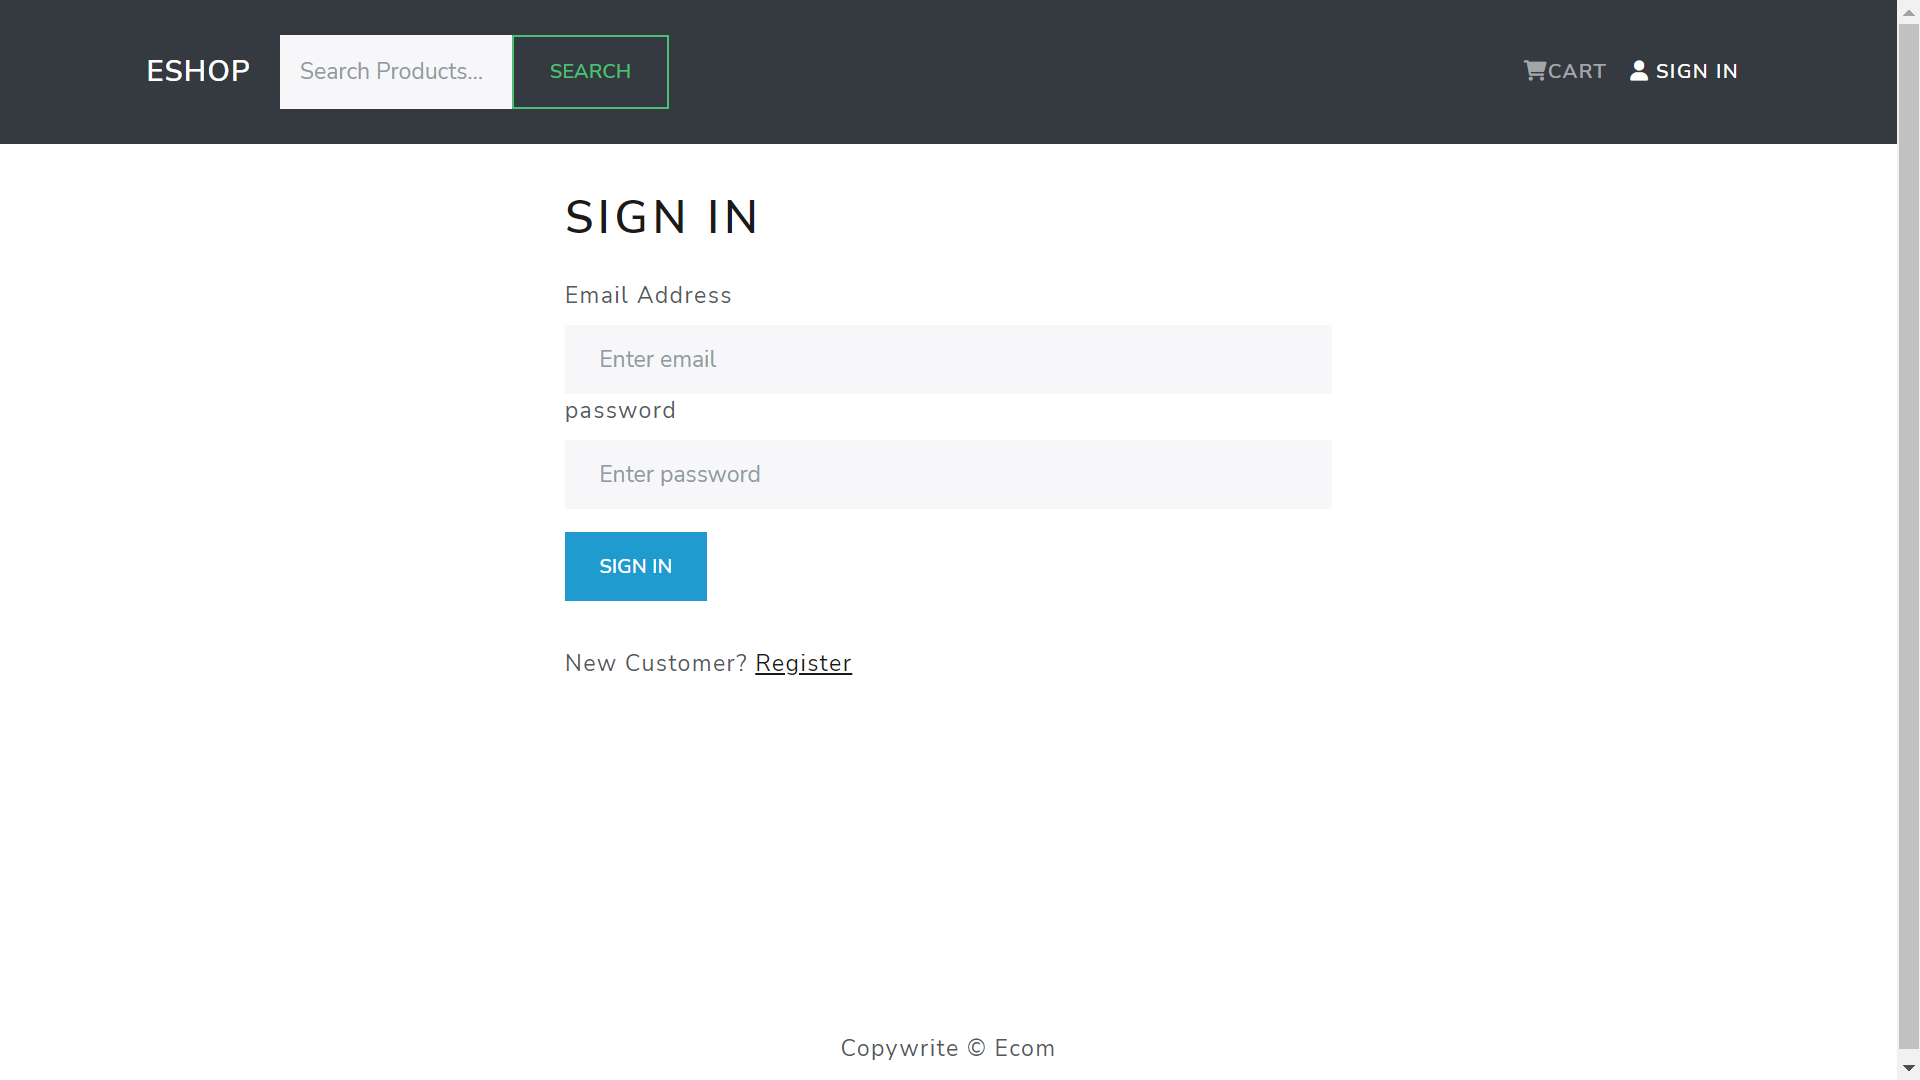 ESHOP
Search Products...
SEARCH
CART
SIGN IN
SIGN IN
Email Address
Enter email
password
Enter password
SIGN IN
New Customer? Register
Copywrite © Ecom